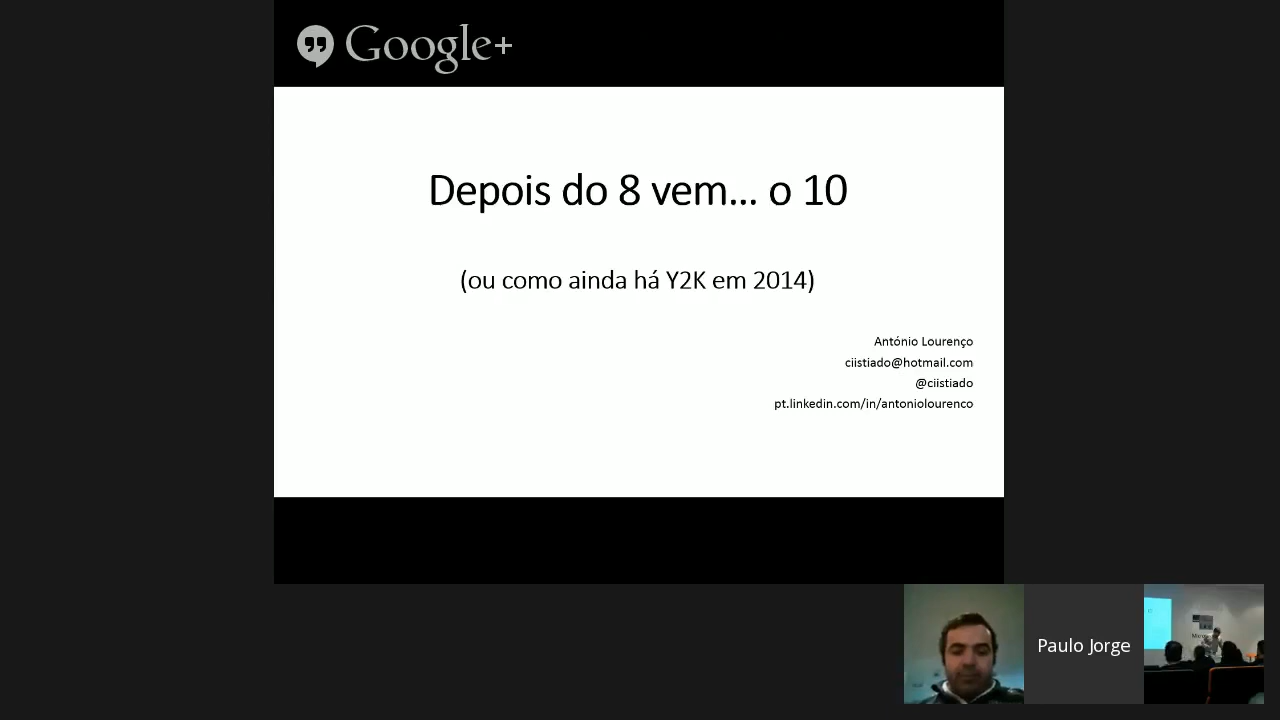 Google+
Depois do 8 vem... o 10
(ou como ainda há Y2K em 2014)
António Lourenço
ciistiado@hotmail.com
@ciistiado
pt.linkedin.com/in/antoniolourenco
Paulo Jorge